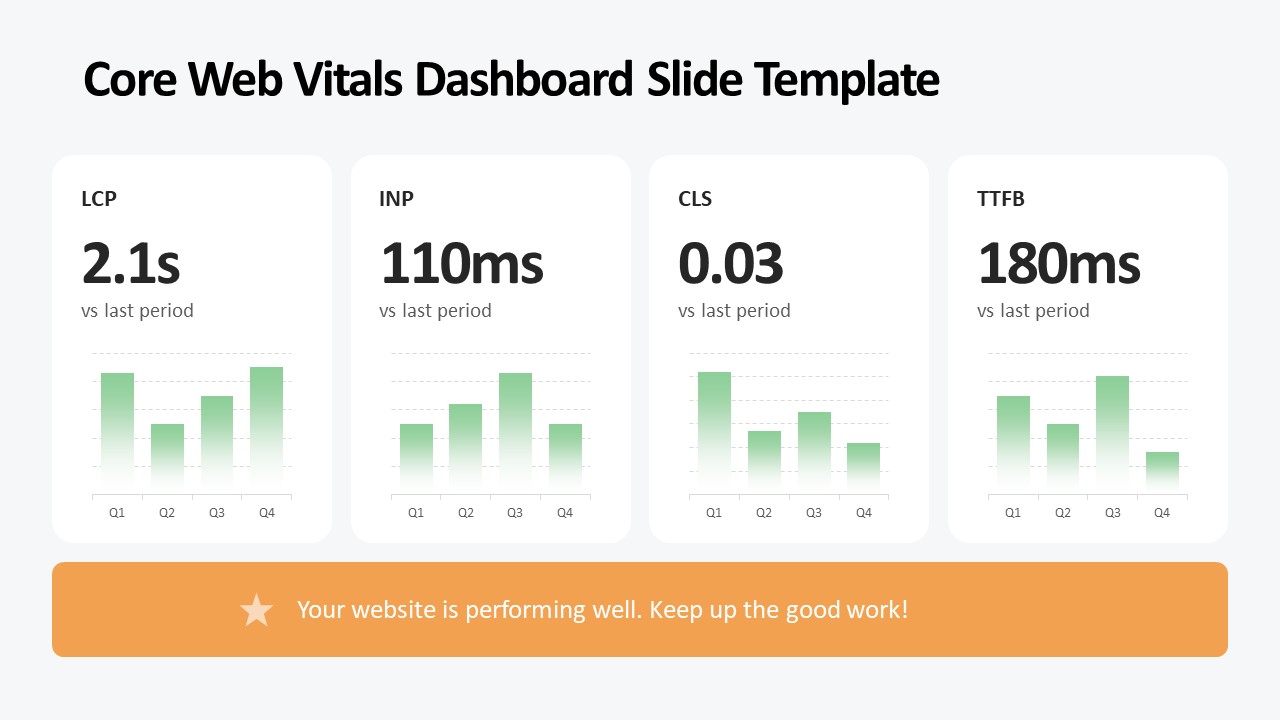 Core Web Vitals Dashboard Slide Template
LCP
2.1s
vs last period
Q1 Q2 Q3 Q4
INP
110ms
vs last period
Q1 Q2 Q3 Q4
CLS
0.03
vs last period
Q1 Q2 Q3 Q4
TTFB
180ms
vs last period
Q1 Q2 Q3 Q4
Your website is performing well. Keep up the good work!